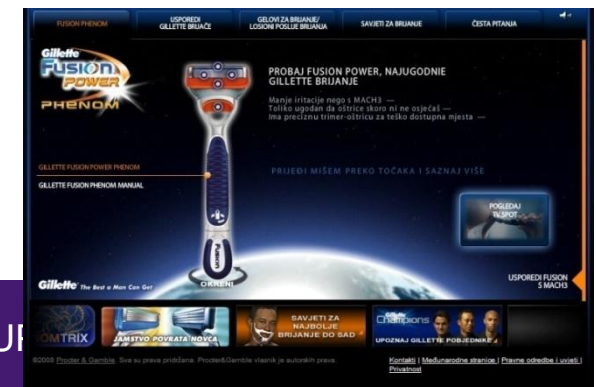 FUSION PHENOM
USPOREDI
GILLETTE BRIJAČE
GELOVI ZA BRIJANJE/
LOSIONI POSLIJE BRIJANJA
SAVJETI ZA BRIJANJE
ČESTA PITANJA
Gillette
FUSION
POWER
PHENOM
PROBAJ FUSION POWER, NAJUGODNIE
GILLETTE BRIJANJE
Manje iritacije nego s MACH3 —
Toliko ugodan da oštrice skoro ni ne osjećaš —
Ima preciznu trimer-oštricu za teško dostupna mjesta —
GILLETTE FUSION POWER PHENOM
GILLETTE FUSION PHENOM MANUAL
PRIJEĐI MIŠEM PREKO TOČAKA I SAZNAJ VIŠE
POGLEDAJ
TV SPOT
Fusion
OKRENI
Gillette The Best a Man Can Get
USPOREDI FUSION
S MACH3
OMTRIX
JAMSTVO POVRATA NOVCA
SAVJETI ZA
NAJBOLJE
BRIJANJE DO SAD
Champions
UPOZNAJ GILLETTE POBJEDNIKE
©2008 Procter & Gamble. Sva su prava pridržana. Procter&Gamble vlasnik je autorskih prava.
Kontakti | Međunarodne stranice | Pravne odredbe i uvjeti |
Privatnost